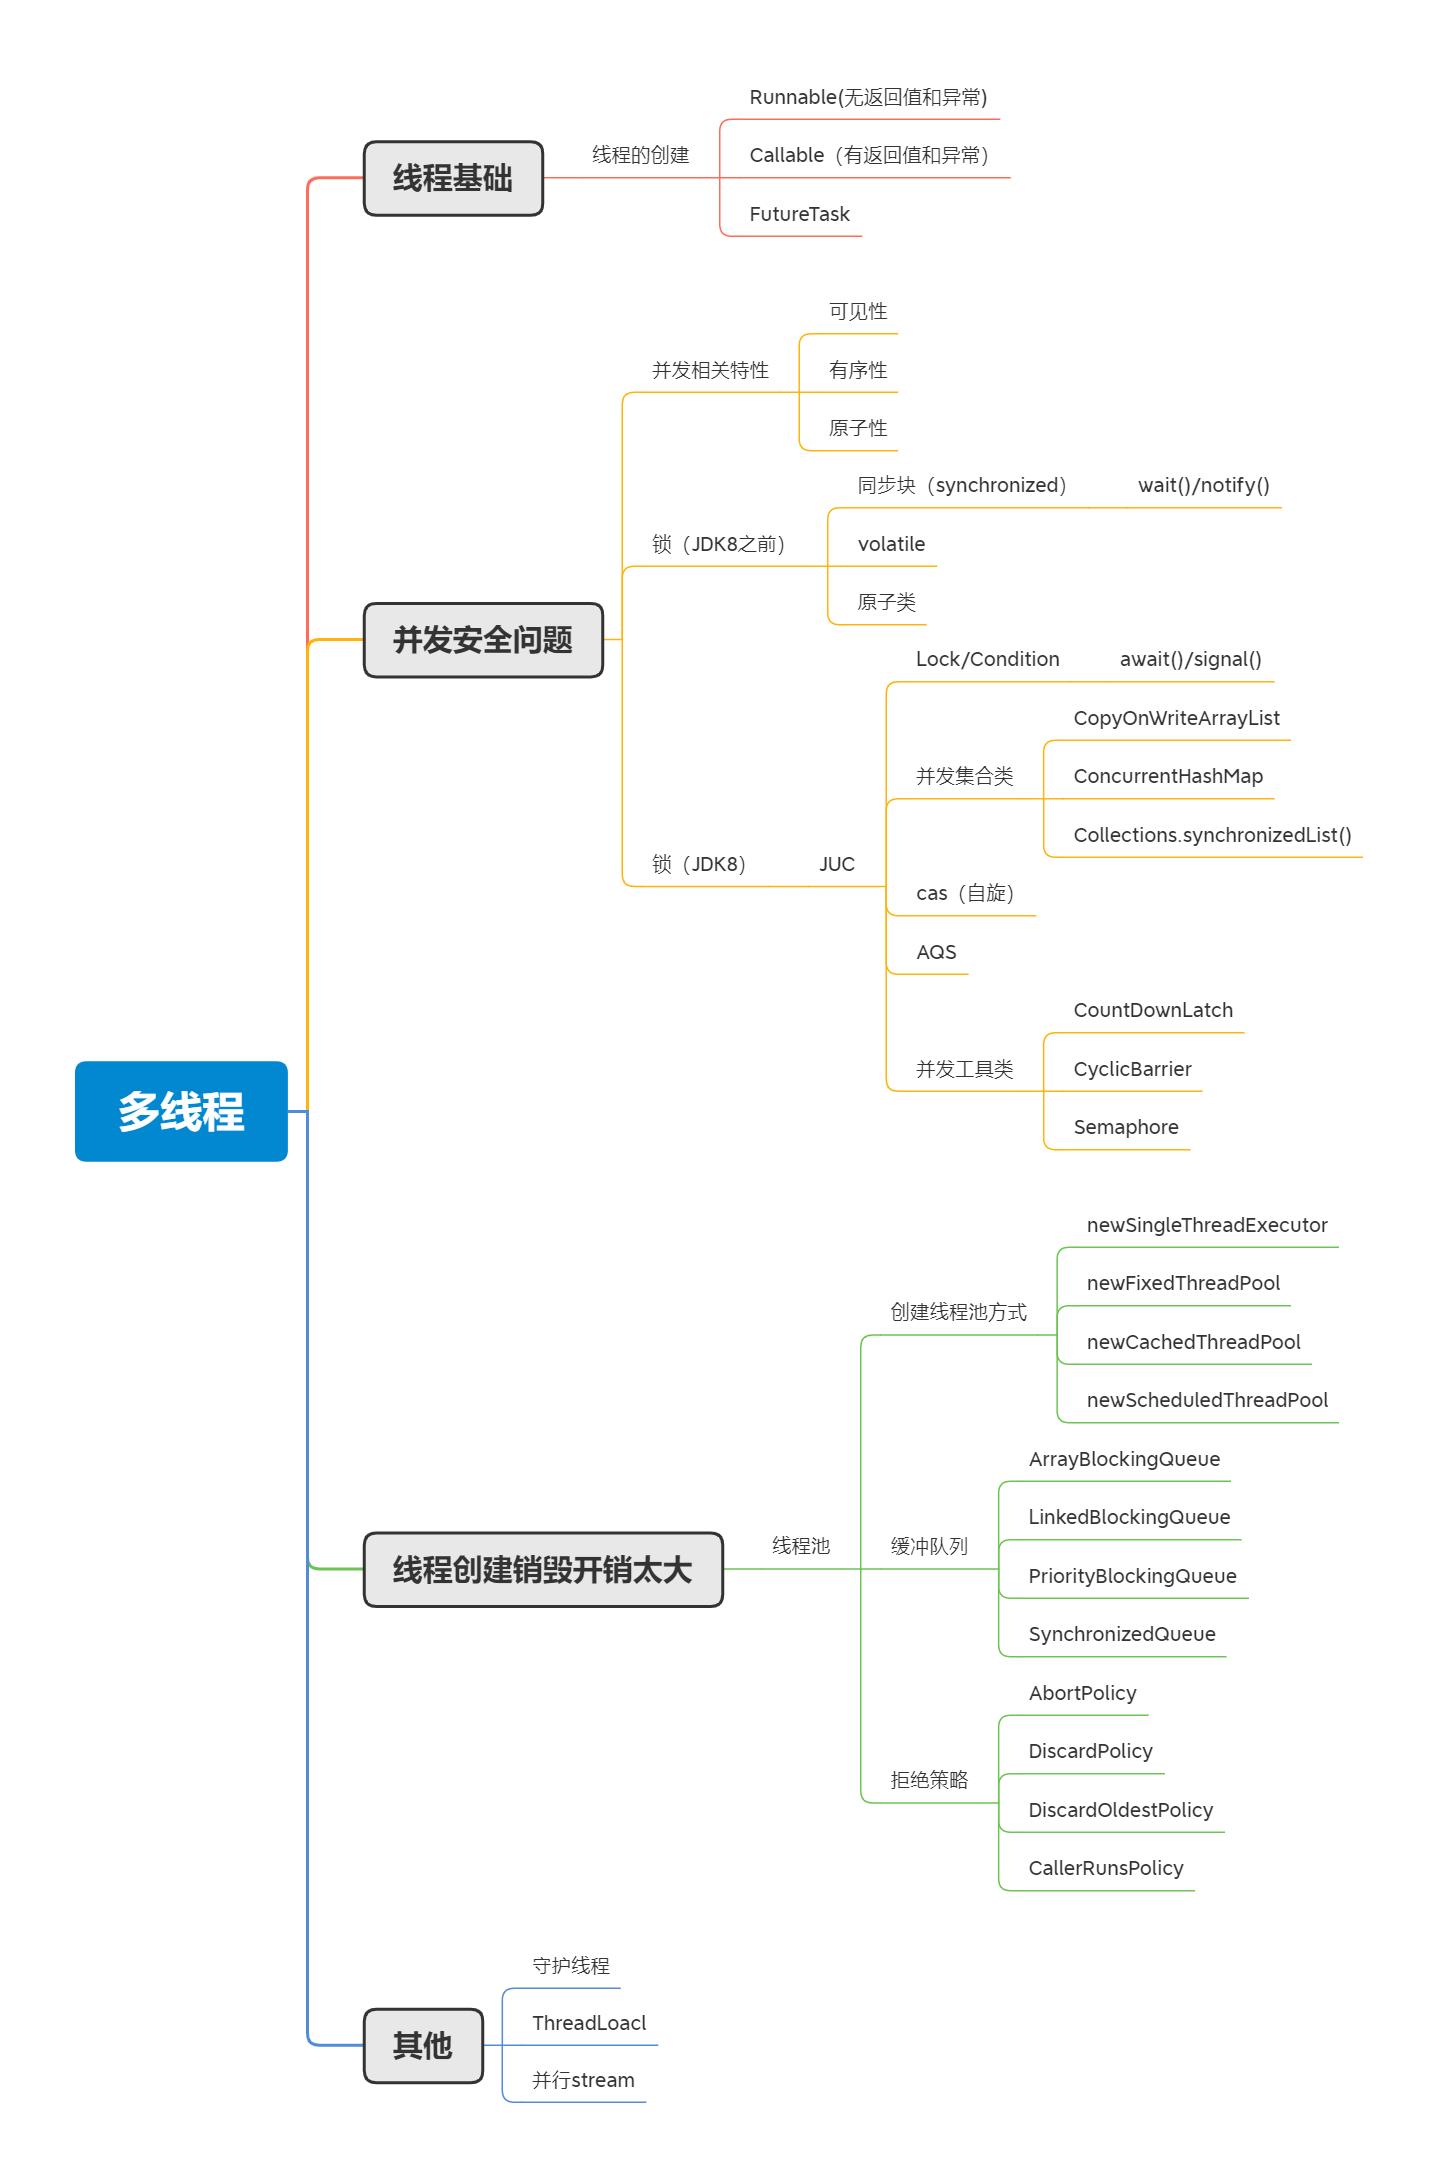 多线程
线程基础
线程的创建
Runnable(无返回值和异常)
Callable（有返回值和异常）
FutureTask
并发安全问题
并发相关特性
可见性
有序性
原子性
锁（JDK8之前）
同步块（synchronized）
wait()/notify()
volatile
原子类
锁（JDK8）
JUC
Lock/Condition
await()/signal()
并发集合类
CopyOnWriteArrayList
ConcurrentHashMap
Collections.synchronizedList()
cas（自旋）
AQS
并发工具类
CountDownLatch
CyclicBarrier
Semaphore
线程创建销毁开销太大
线程池
创建线程池方式
newSingleThreadExecutor
newFixedThreadPool
newCachedThreadPool
newScheduledThreadPool
缓冲队列
ArrayBlockingQueue
LinkedBlockingQueue
PriorityBlockingQueue
SynchronizedQueue
拒绝策略
AbortPolicy
DiscardPolicy
DiscardOldestPolicy
CallerRunsPolicy
其他
守护线程
ThreadLoacl
并行stream